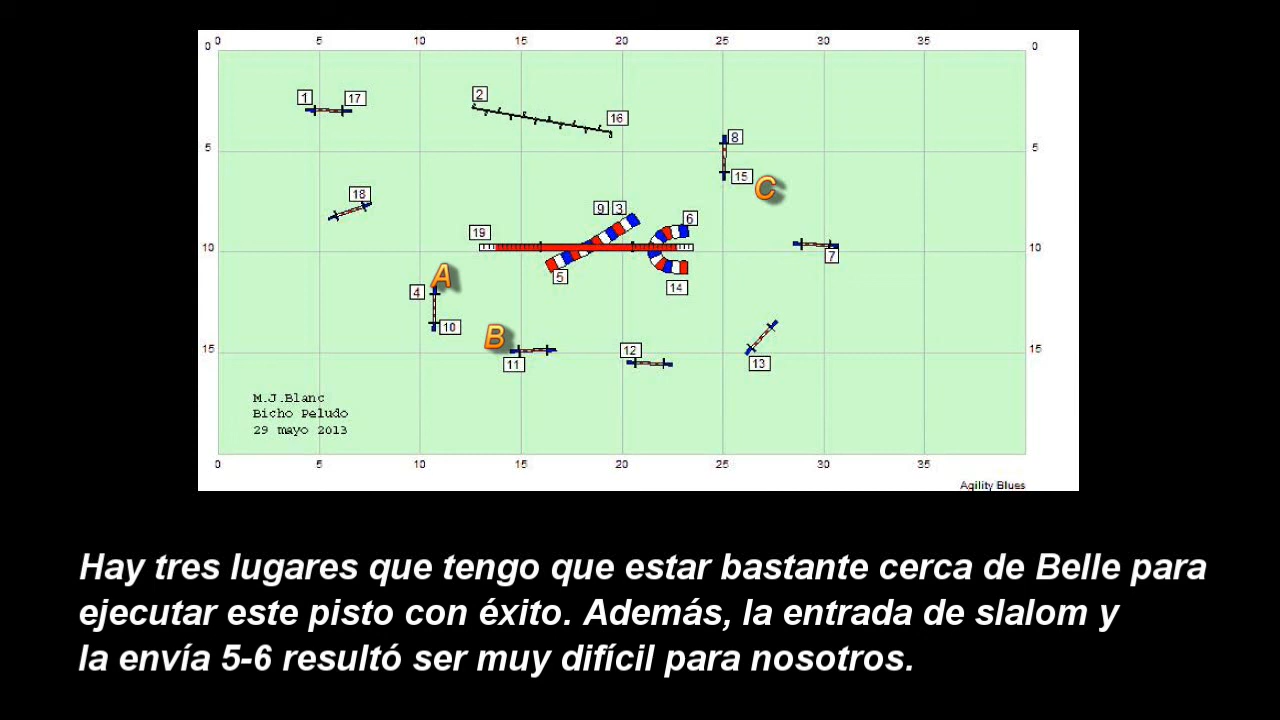 0 5 10 15 20 25 30 35
0 0
1 17 2 16
8
5 5
15 C
18 9 3 6
19
10 10
7
5 14
A
4 10
B
11 12 13
15 15
M.J.Blanc
Bicho Peludo
29 mayo 2013
0 5 10 15 20 25 30 35
Agility Blues
Hay tres lugares que tengo que estar bastante cerca de Belle para
ejecutar este pisto con éxito. Además, la entrada de slalom y
la envía 5-6 resultó ser muy difícil para nosotros.